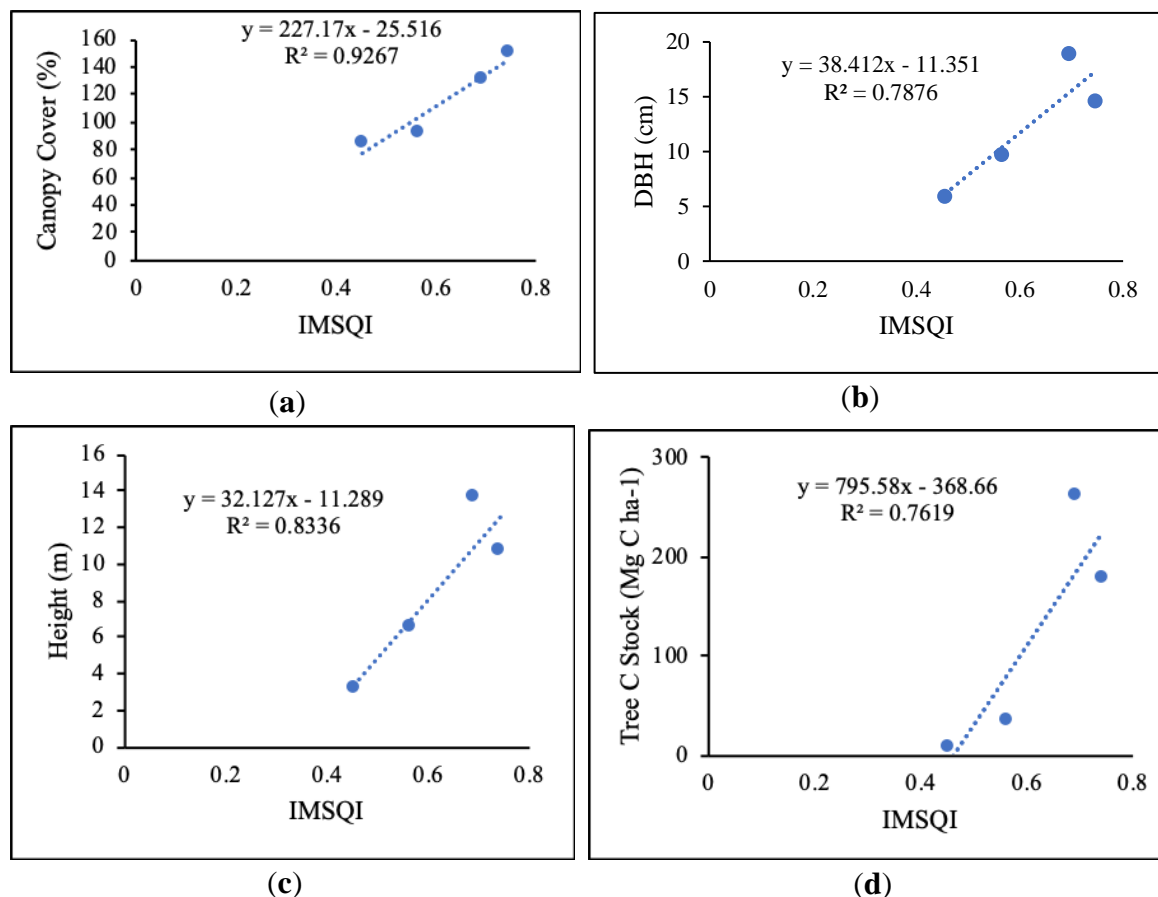 y = 227.17x - 25.516
R² = 0.9267
Canopy Cover (%)
160
140
120
100
80
60
40
20
0
0 0.2 0.4 0.6 0.8
IMSQI
(a)
y = 38.412x - 11.351
R² = 0.7876
DBH (cm)
20
15
10
5
0
0 0.2 0.4 0.6 0.8
IMSQI
(b)
y = 32.127x - 11.289
R² = 0.8336
Height (m)
16
14
12
10
8
6
4
2
0
0 0.2 0.4 0.6 0.8
IMSQI
(c)
y = 795.58x - 368.66
R² = 0.7619
Tree C Stock (Mg C ha-1)
300
200
100
0
0 0.2 0.4 0.6 0.8
IMSQI
(d)